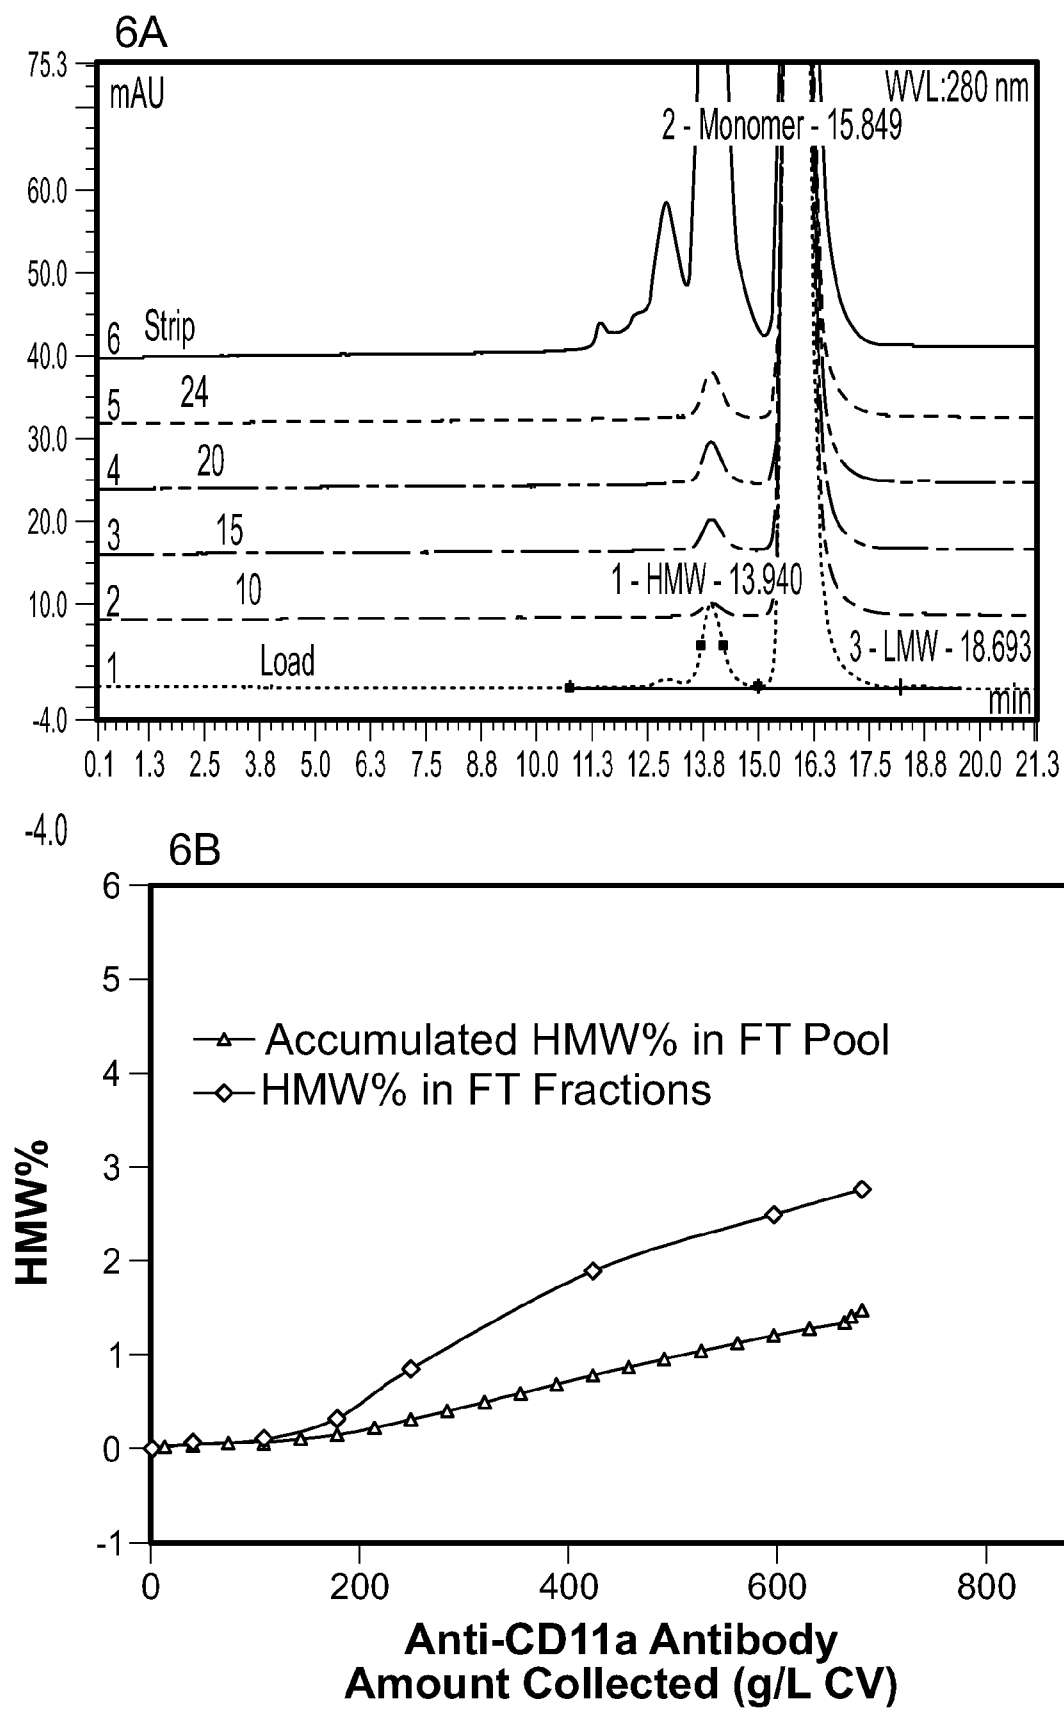 6A
75.3
mAU
WVL:280 nm
2 - Monomer - 15.849
60.0
50.0
6 Strip
40.0
5 24
30.0
4 20
20.0
3 15
1 - HMW - 13.940
10.0
2 10
3 - LMW - 18.693
1 Load
min
-4.0
0.1 1.3 2.5 3.8 5.0 6.3 7.5 8.8 10.0 11.3 12.5 13.8 15.0 16.3 17.5 18.8 20.0 21.3
-4.0
6B
6
5
Accumulated HMW% in FT Pool
4
HMW% in FT Fractions
3
HMW%
2
1
0
-1
0 200 400 600 800
Anti-CD11a Antibody
Amount Collected (g/L CV)